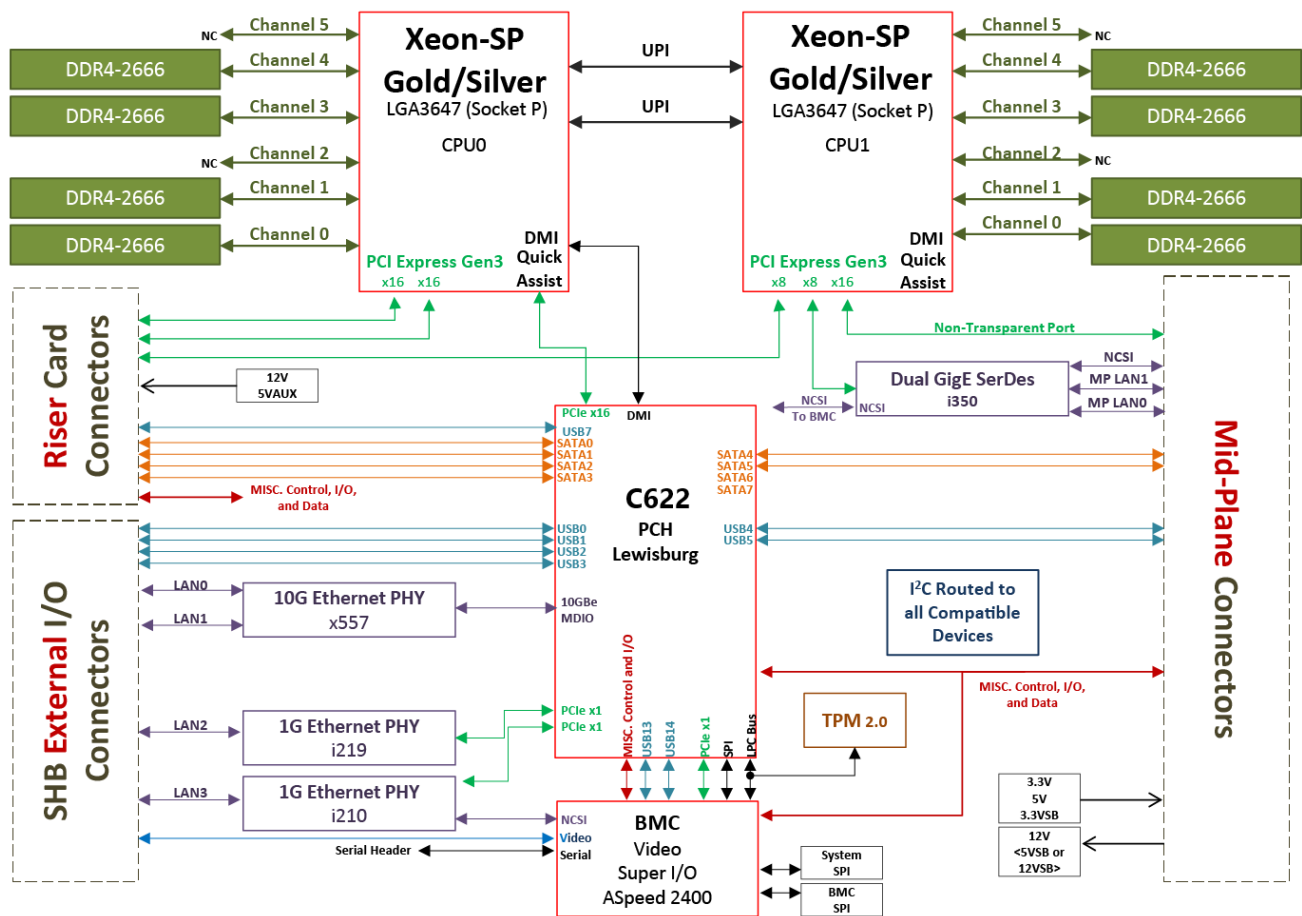 Xeon-SP
Gold/Silver
LGA3647 (Socket P)
CPU0
Channel 5
NC
Channel 4
DDR4-2666
Channel 3
DDR4-2666
Channel 2
NC
Channel 1
DDR4-2666
Channel 0
DDR4-2666
PCI Express Gen3
x16 x16
DMI
Quick
Assist
UPI
UPI
Xeon-SP
Gold/Silver
LGA3647 (Socket P)
CPU1
Channel 5
NC
Channel 4
DDR4-2666
Channel 3
DDR4-2666
Channel 2
NC
Channel 1
DDR4-2666
Channel 0
DDR4-2666
PCI Express Gen3
x8 x8 x16
DMI
Quick
Assist
Riser Card
Connectors
12V
5VAUX
Non-Transparent Port
Dual GigE SerDes
i350
NCSI
NCSI
To BMC
NCSI
MP LAN1
MP LAN0
Mid-Plane Connectors
PCIe x16
DMI
USB7
SATA0
SATA1
SATA2
SATA3
SATA4
SATA5
SATA6
SATA7
MISC. Control, I/O,
and Data
C622
PCH
Lewisburg
USB0
USB1
USB2
USB3
USB4
USB5
SHB External I/O
Connectors
LAN0
LAN1
10G Ethernet PHY
x557
10GBe
MDIO
I²C Routed to
all Compatible
Devices
MISC. Control, I/O,
and Data
LAN2
1G Ethernet PHY
i219
PCIe x1
PCIe x1
LAN3
1G Ethernet PHY
i210
MISC. Control and I/O
USB13
USB14
PCIe x1
SPI
LPC Bus
TPM 2.0
NCSI
Video
Serial
Serial Header
BMC
Video
Super I/O
ASpeed 2400
System
SPI
BMC
SPI
3.3V
5V
3.3VSB
12V
<5VSB or
12VSB>